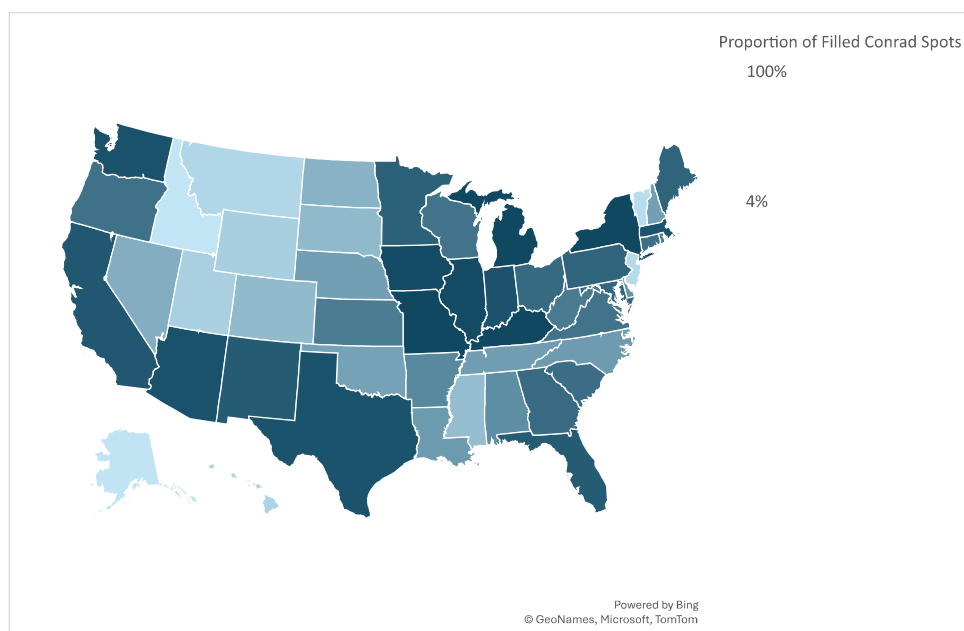 Proportion of Filled Conrad Spots
100%
4%
Powered by Bing
© GeoNames, Microsoft, TomTom